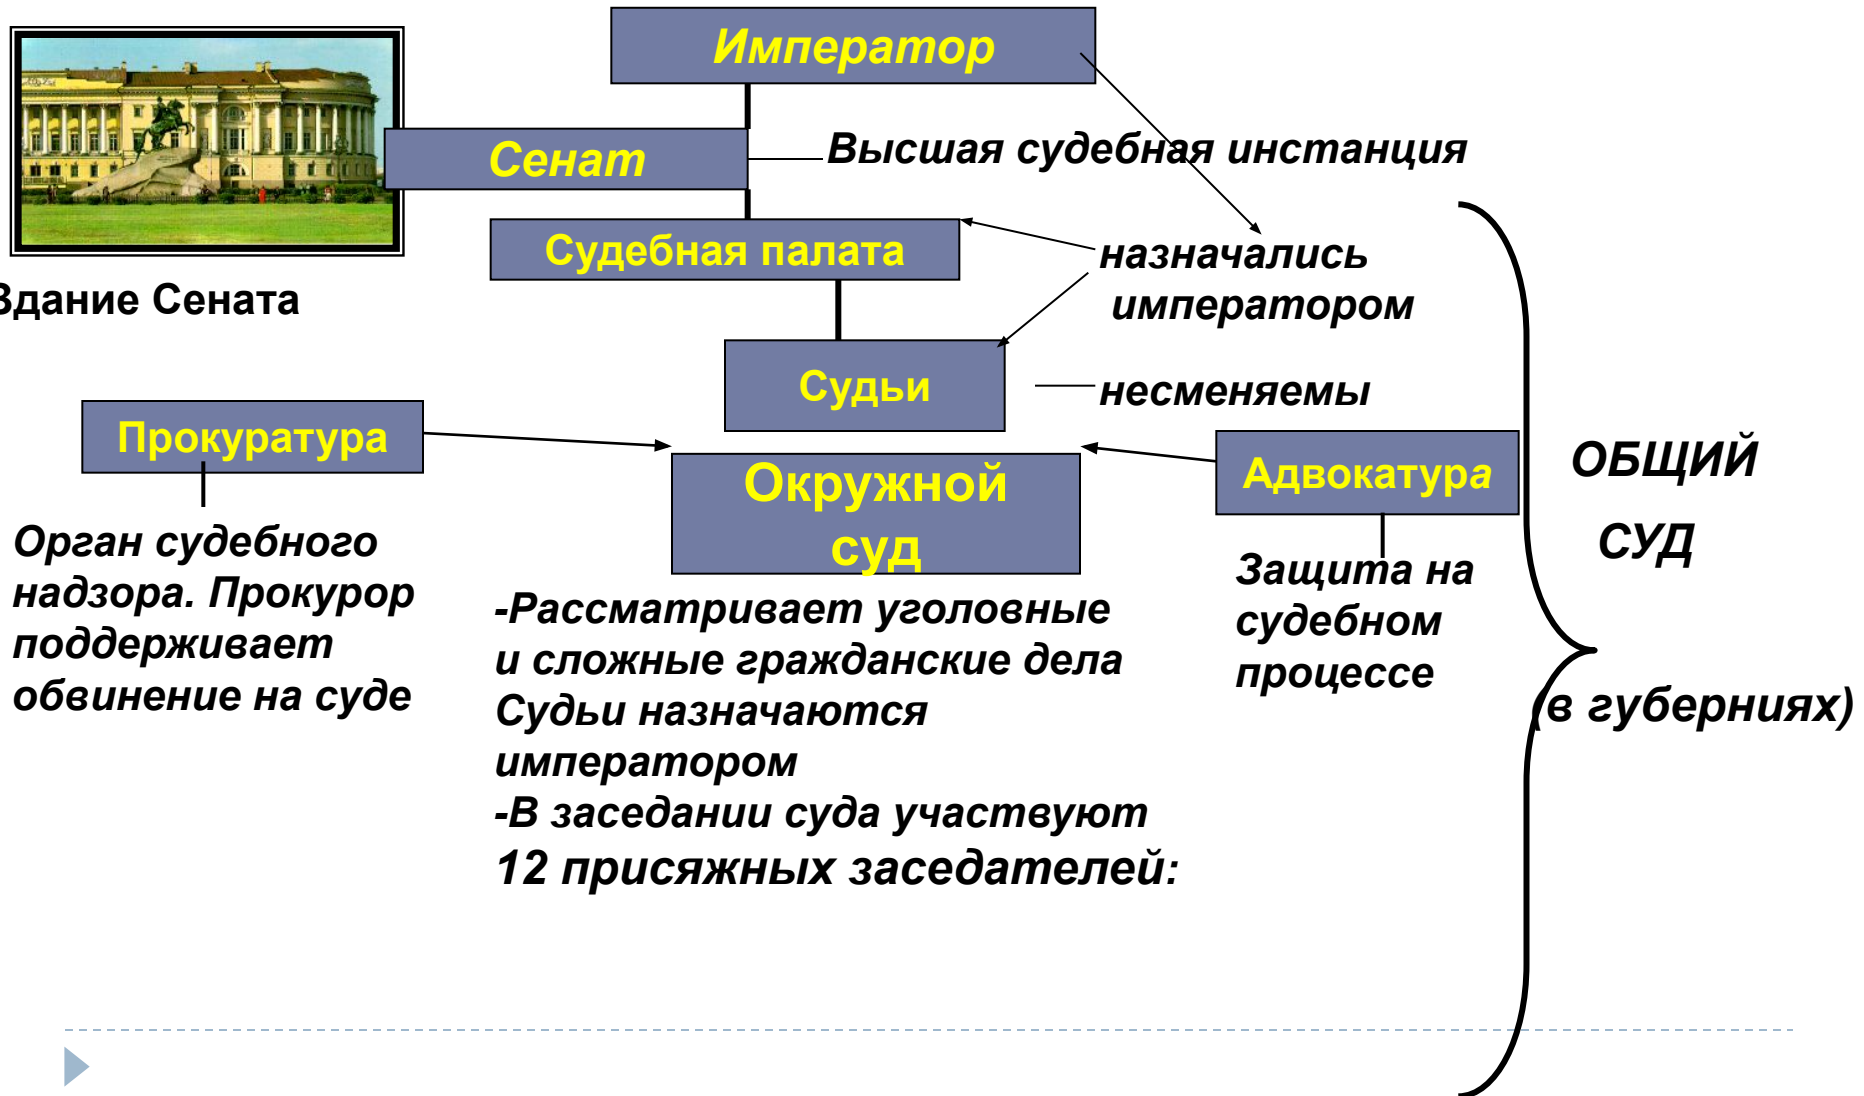 Император
Сенат
Высшая судебная инстанция
Судебная палата
назначались
императором
Здание Сената
Судьи
несменяемы
Прокуратура
Окружной
суд
Адвокатура
ОБЩИЙ
СУД
(в губерниях)
Орган судебного
надзора. Прокурор
поддерживает
обвинение на суде
-Рассматривает уголовные
и сложные гражданские дела
Судьи назначаются
императором
-В заседании суда участвуют
12 присяжных заседателей:
Защита на
судебном
процессе